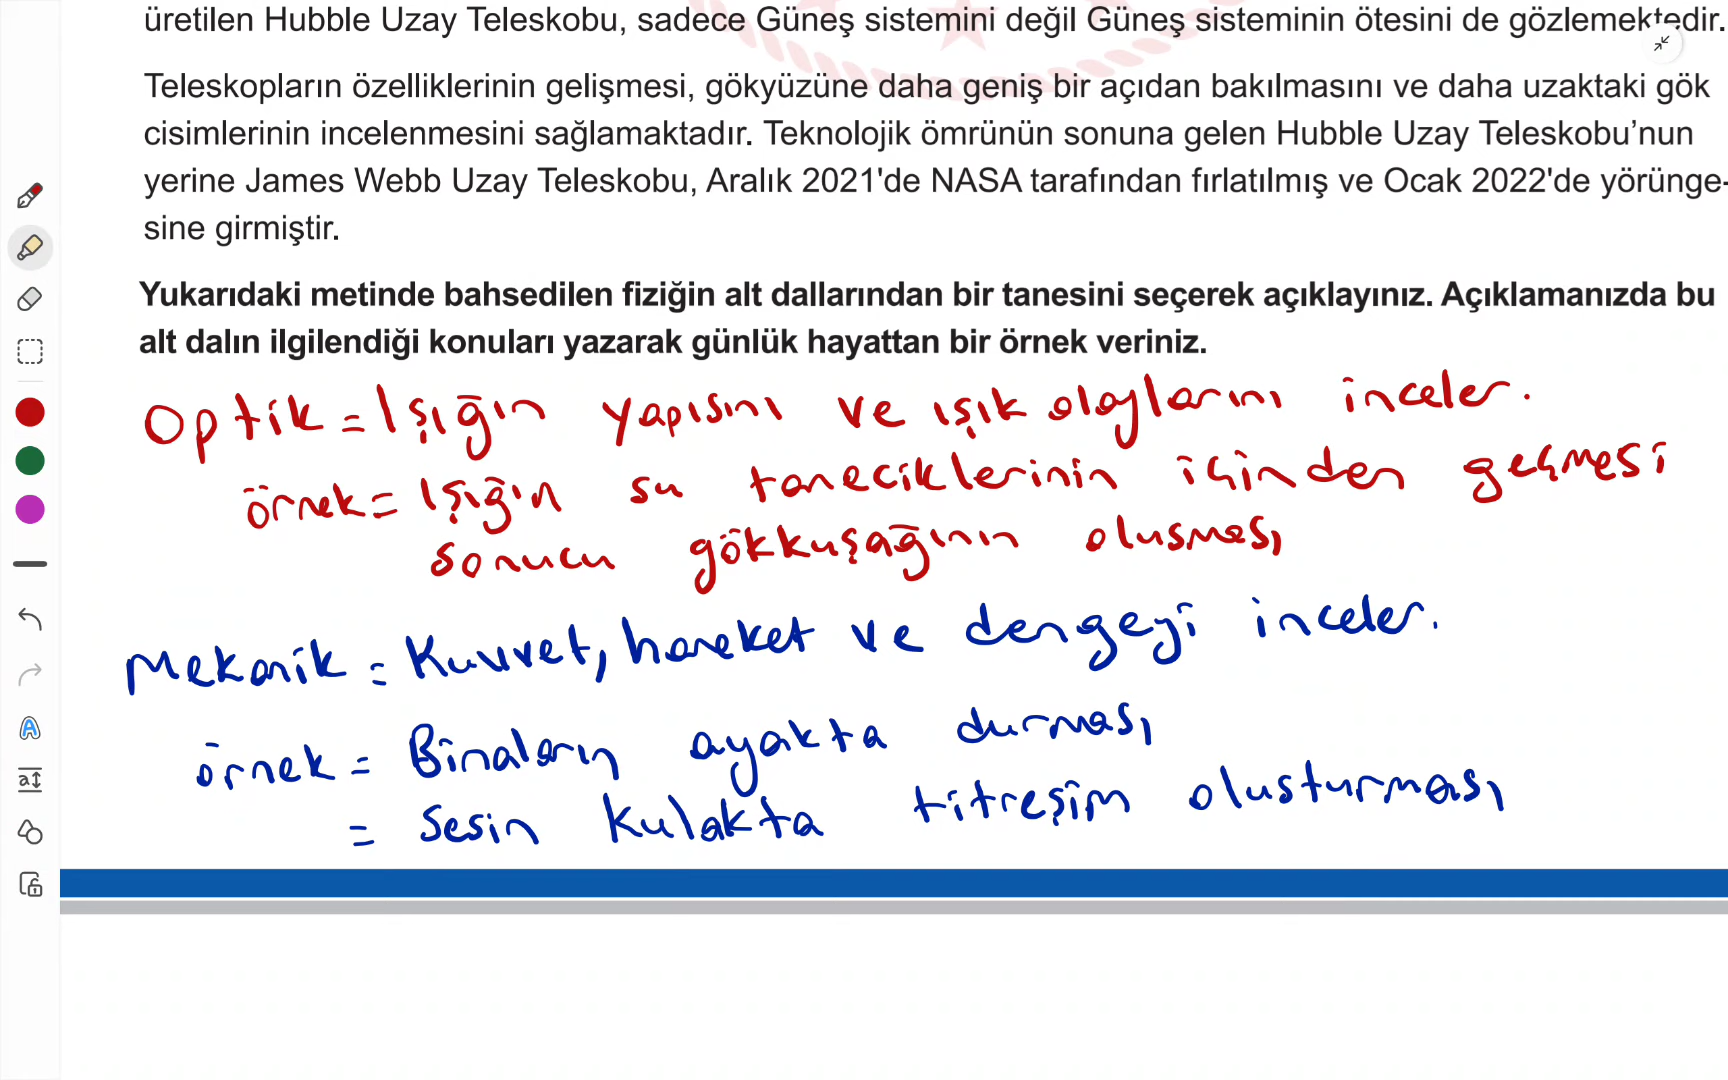 üretilen Hubble Uzay Teleskobu, sadece Güneş sistemini değil Güneş sisteminin ötesini de gözlemektedir.
Teleskopların özelliklerinin gelişmesi, gökyüzüne daha geniş bir açıdan bakılmasını ve daha uzaktaki gök
cisimlerinin incelenmesini sağlamaktadır. Teknolojik ömrünün sonuna gelen Hubble Uzay Teleskobu’nun
yerine James Webb Uzay Teleskobu, Aralık 2021'de NASA tarafından fırlatılmış ve Ocak 2022'de yörünge-
sine girmiştir.
Yukarıdaki metinde bahsedilen fiziğin alt dallarından bir tanesini seçerek açıklayınız. Açıklamanızda bu
alt dalın ilgilendiği konuları yazarak günlük hayattan bir örnek veriniz.
Optik = Işığın yapısını ve ışık olaylarını inceler.
örnek = Işığın su taneciklerinin içinden geçmesi
sonucu gökkuşağının oluşması
Mekanik = Kuvvet, hareket ve dengeyi inceler.
örnek = Binaların ayakta durması
= Sesin kulakta titreşim oluşturması